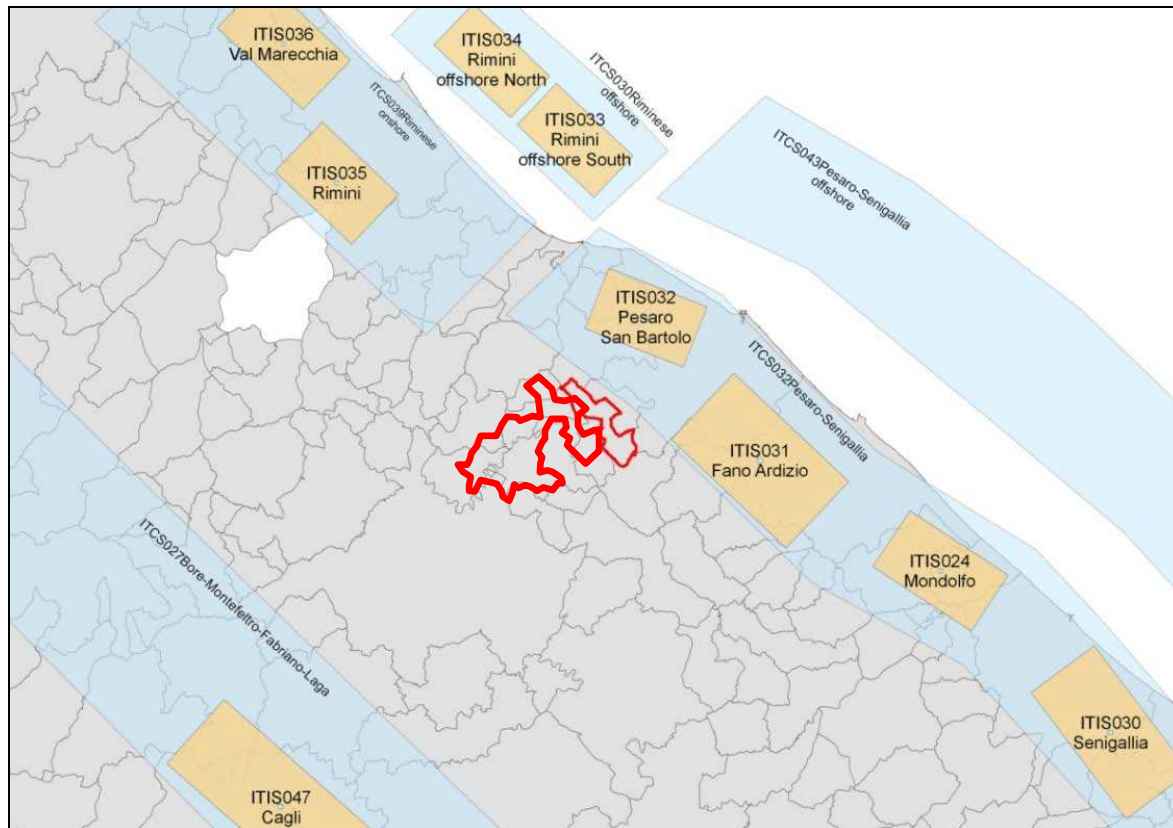 ITIS036
Val Marecchia
ITIS034
Rimini
offshore North
ITCS030Riminese
offshore
ITCS039Riminese
onshore
ITIS033
Rimini
offshore South
ITCS043Pesaro-Senigallia
offshore
ITIS035
Rimini
ITIS032
Pesaro
San Bartolo
ITCS032Pesaro-Senigallia
ITIS031
Fano Ardizio
ITCS027Bore-Montefeltro-Fabriano-Laga
ITIS024
Mondolfo
ITIS030
Senigallia
ITIS047
Cagli